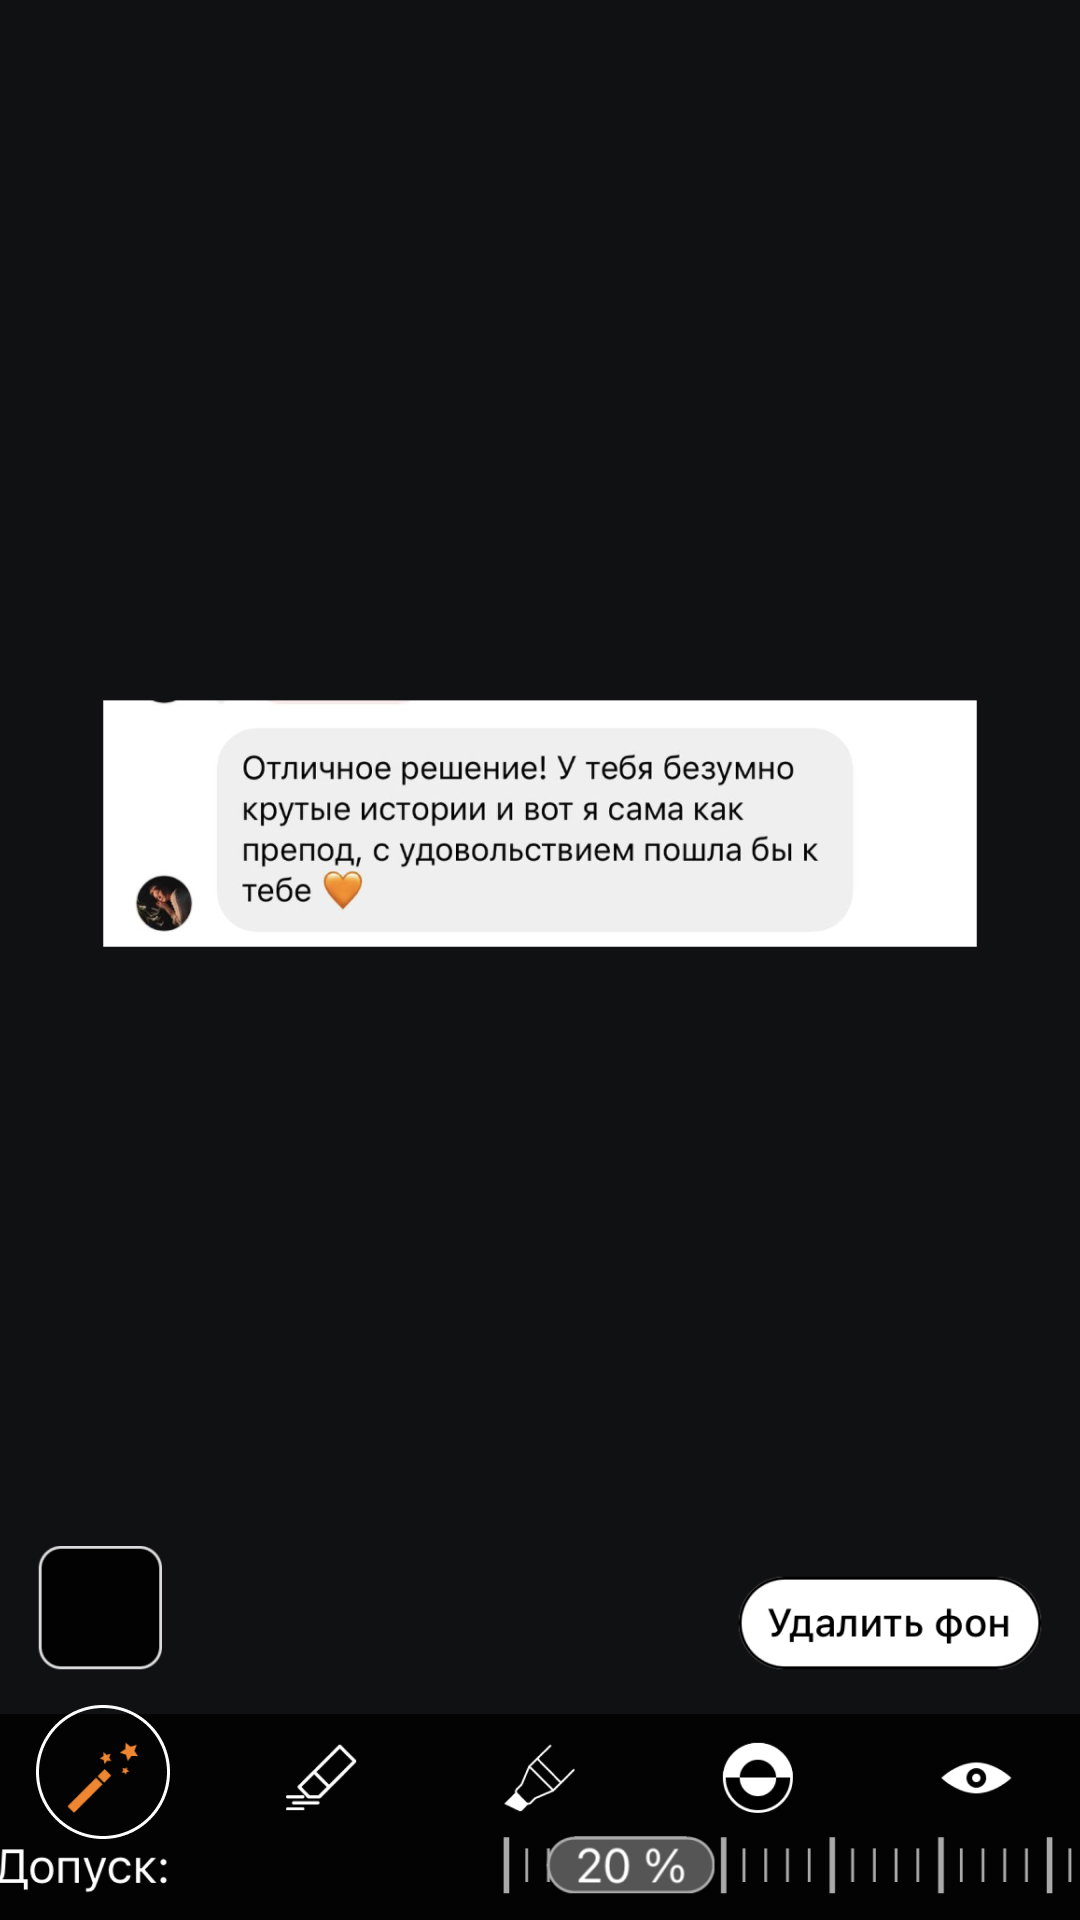 Отличное решение! У тебя безумно
крутые истории и вот я сама как
препод, с удовольствием пошла бы к
тебе 🧡
Удалить фон
Допуск:
20 %